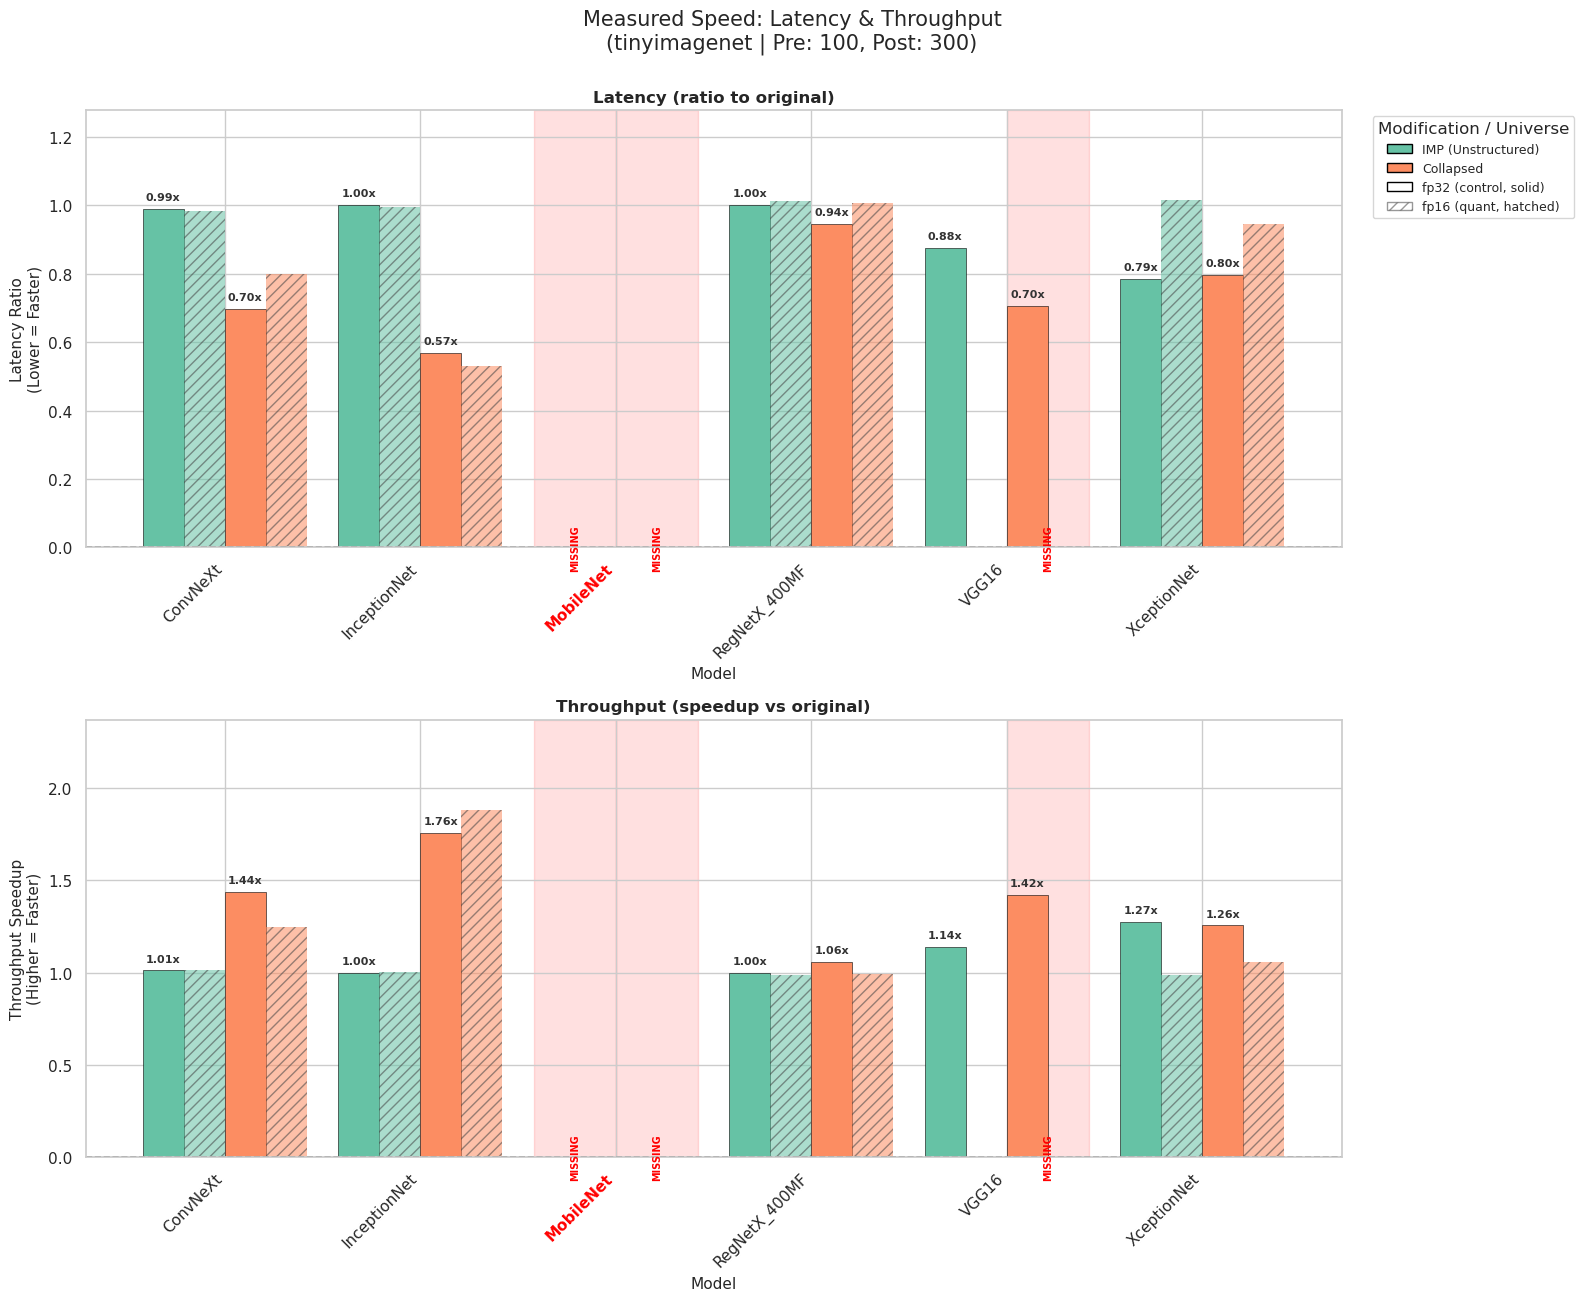 Measured Speed: Latency & Throughput
(tinyimagenet | Pre: 100, Post: 300)
Latency (ratio to original)
Latency Ratio
(Lower = Faster)
1.2
1.0
0.8
0.6
0.4
0.2
0.0
0.99x
0.70x
1.00x
0.57x
MISSING
MISSING
1.00x
0.94x
0.88x
0.70x
MISSING
0.79x
0.80x
ConvNeXt
InceptionNet
MobileNet
RegNetX_400MF
VGG16
XceptionNet
Model
Modification / Universe
IMP (Unstructured)
Collapsed
fp32 (control, solid)
fp16 (quant, hatched)
Throughput (speedup vs original)
Throughput Speedup
(Higher = Faster)
2.0
1.5
1.0
0.5
0.0
1.01x
1.44x
1.00x
1.76x
MISSING
MISSING
1.00x
1.06x
1.14x
1.42x
MISSING
1.27x
1.26x
ConvNeXt
InceptionNet
MobileNet
RegNetX_400MF
VGG16
XceptionNet
Model